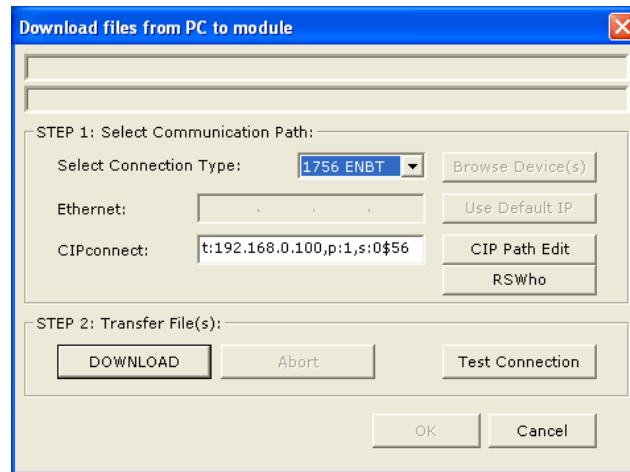 Download files from PC to module
STEP 1: Select Communication Path:
Select Connection Type: 1756 ENBT Browse Device(s)
Ethernet: . . . Use Default IP
CIPconnect: t:192.168.0.100,p:1,s:0$56 CIP Path Edit
RSWho
STEP 2: Transfer File(s):
DOWNLOAD Abort Test Connection
OK Cancel